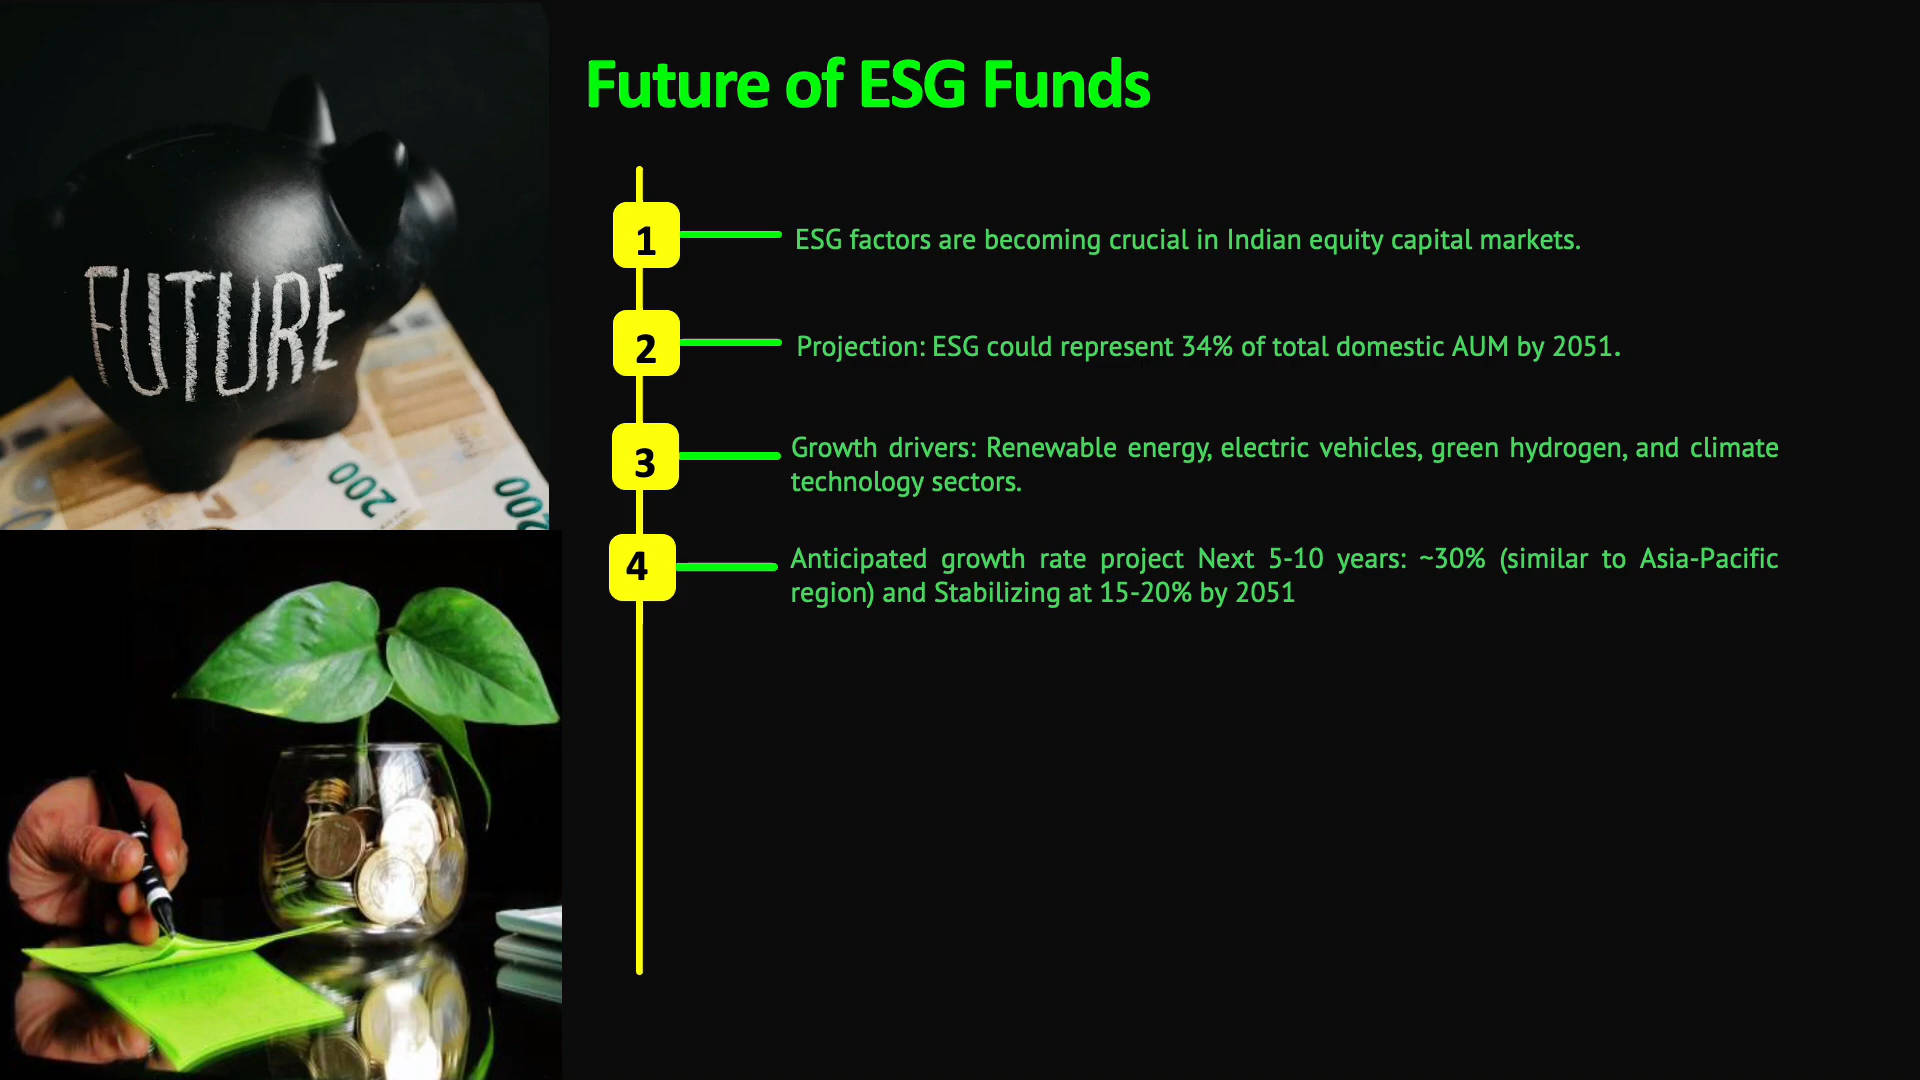 Future of ESG Funds
1
ESG factors are becoming crucial in Indian equity capital markets.
2
Projection: ESG could represent 34% of total domestic AUM by 2051.
3
Growth drivers: Renewable energy, electric vehicles, green hydrogen, and climate
technology sectors.
4
Anticipated growth rate project Next 5-10 years: ~30% (similar to Asia-Pacific
region) and Stabilizing at 15-20% by 2051
FUTURE
200
200